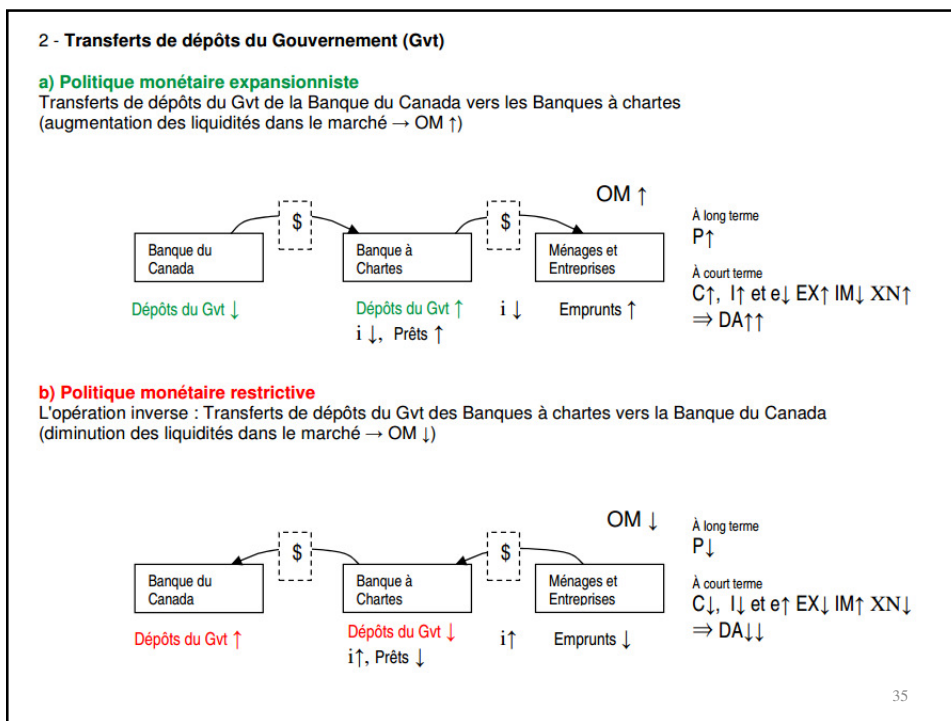 2 - Transferts de dépôts du Gouvernement (Gvt)
a) Politique monétaire expansionniste
Transferts de dépôts du Gvt de la Banque du Canada vers les Banques à chartes
(augmentation des liquidités dans le marché → OM ↑)
OM ↑
$
$
Banque du
Canada
Banque à
Chartes
Ménages et
Entreprises
Dépôts du Gvt ↓
Dépôts du Gvt ↑
i ↓, Prêts ↑
i ↓
Emprunts ↑
À long terme
P↑
À court terme
C↑, I↑ et e↓ EX↑ IM↓ XN↑
⇒ DA↑↑
b) Politique monétaire restrictive
L'opération inverse : Transferts de dépôts du Gvt des Banques à chartes vers la Banque du Canada
(diminution des liquidités dans le marché → OM ↓)
OM ↓
$
$
Banque du
Canada
Banque à
Chartes
Ménages et
Entreprises
Dépôts du Gvt ↑
Dépôts du Gvt ↓
i↑, Prêts ↓
i↑
Emprunts ↓
À long terme
P↓
À court terme
C↓, I↓ et e↑ EX↓ IM↑ XN↓
⇒ DA↓↓
35